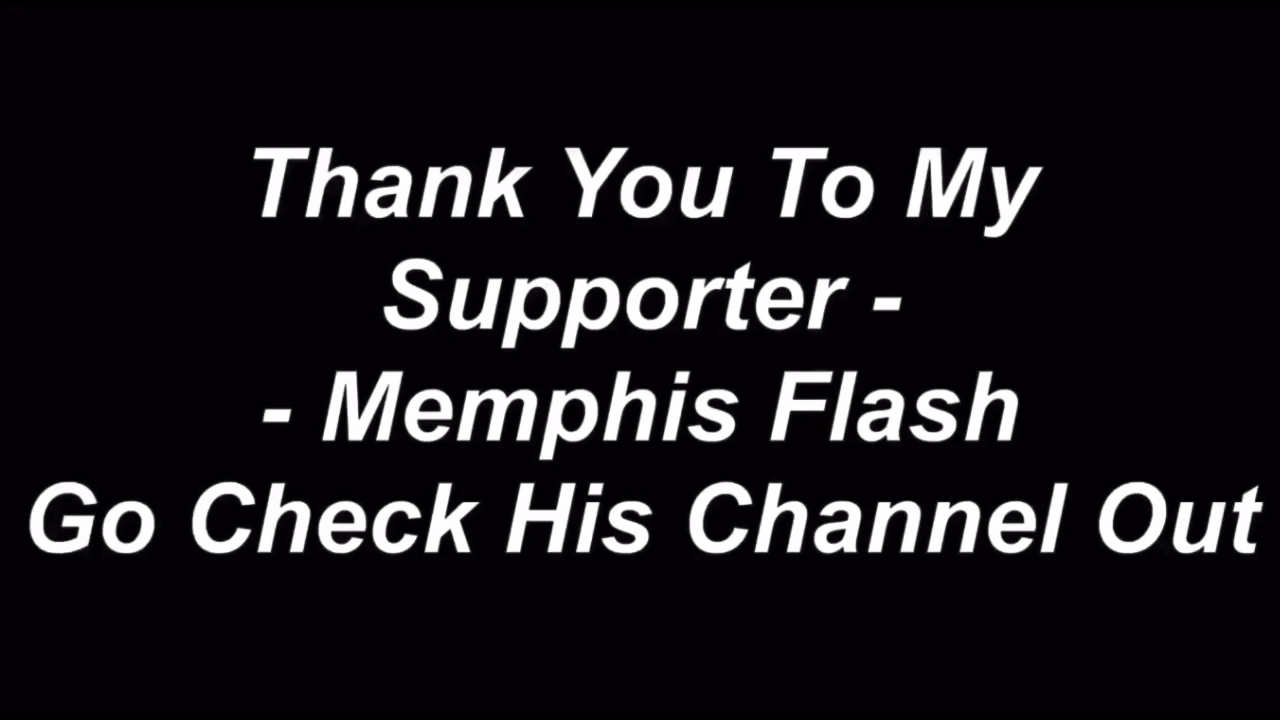 Thank You To My
Supporter -
- Memphis Flash
Go Check His Channel Out